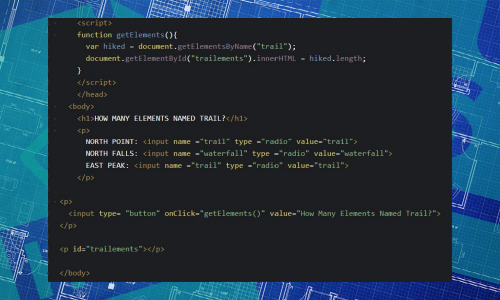 <script>
function getElements(){
var hiked = document.getElementsByName("trail");
document.getElementById("trailements").innerHTML = hiked.length;
}
</script>
</head>
<body>
<h1>HOW MANY ELEMENTS NAMED TRAIL?</h1>
<p>
NORTH POINT: <input name ="trail" type ="radio" value="trail">
NORTH FALLS: <input name ="waterfall" type ="radio" value="waterfall">
EAST PEAK: <input name ="trail" type ="radio" value="trail">
</p>
<p>
<input type= "button" onClick="getElements()" value="How Many Elements Named Trail?">
</p>
<p id="trailements"></p>
</body>